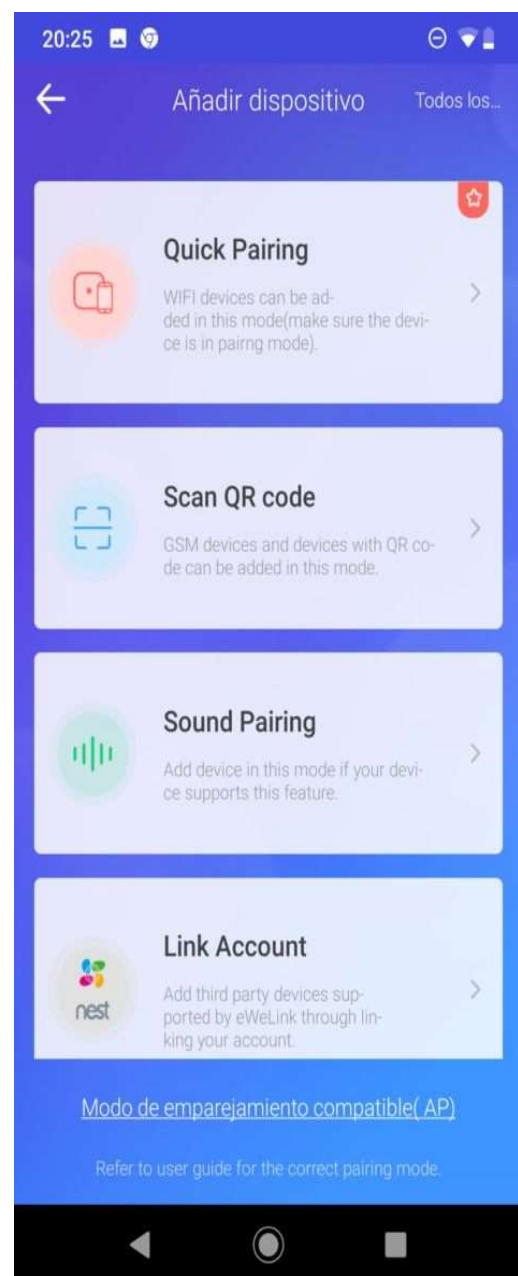 20:25
Añadir dispositivo Todos los...
Quick Pairing
WIFI devices can be ad-
ded in this mode(make sure the devi-
ce is in pairng mode).
Scan QR code
GSM devices and devices with QR co-
de can be added in this mode.
Sound Pairing
Add device in this mode if your devi-
ce supports this feature.
Link Account
nest
Add third party devices sup-
ported by eWeLink through lin-
king your account.
Modo de emparejamiento compatible( AP)
Refer to user guide for the correct pairing mode.